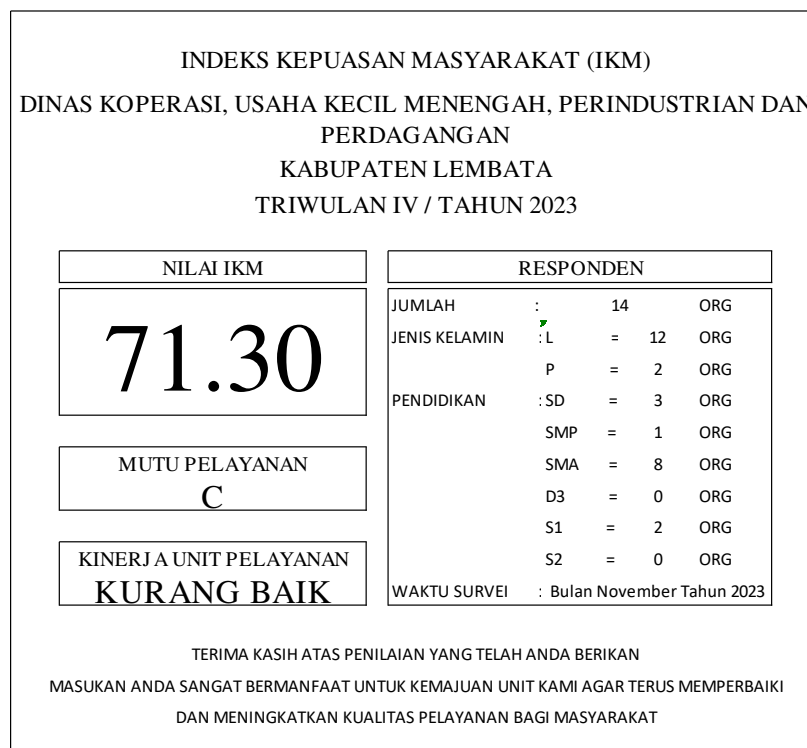 INDEKS KEPUASAN MASYARAKAT (IKM)
DINAS KOPERASI, USAHA KECIL MENENGAH, PERINDUSTRIAN DAN
PERDAGANGAN
KABUPATEN LEMBATA
TRIWULAN IV / TAHUN 2023
NILAI IKM
71.30
MUTU PELAYANAN
C
KINERJA UNIT PELAYANAN
KURANG BAIK
RESPONDEN
JUMLAH : 14 ORG
JENIS KELAMIN : L = 12 ORG
P = 2 ORG
PENDIDIKAN : SD = 3 ORG
SMP = 1 ORG
SMA = 8 ORG
D3 = 0 ORG
S1 = 2 ORG
S2 = 0 ORG
WAKTU SURVEI : Bulan November Tahun 2023
TERIMA KASIH ATAS PENILAIAN YANG TELAH ANDA BERIKAN
MASUKAN ANDA SANGAT BERMANFAAT UNTUK KEMAJUAN UNIT KAMI AGAR TERUS MEMPERBAIKI
DAN MENINGKATKAN KUALITAS PELAYANAN BAGI MASYARAKAT